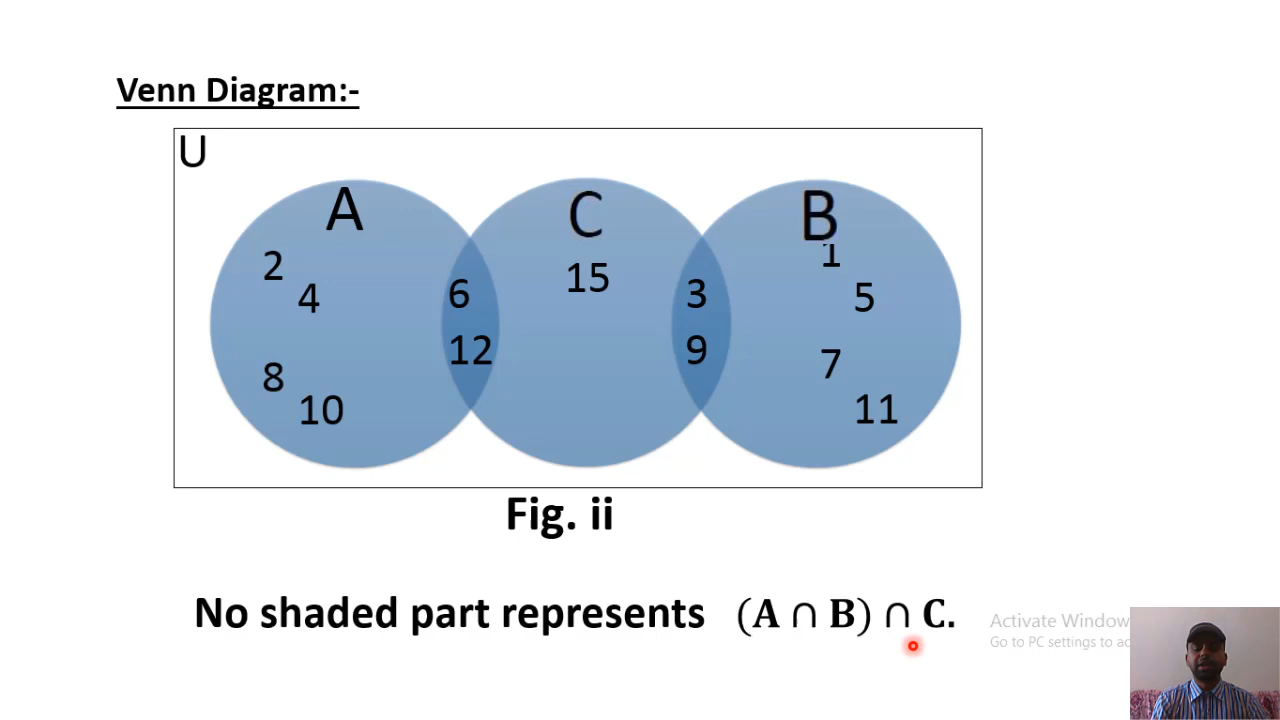 Venn Diagram:-
U
A C B
2 6 15 3 1
4 5
12 9 7
8
10 11
Fig. ii
No shaded part represents (A ∩ B) ∩ C.
Activate Window
Go to PC settings to ac